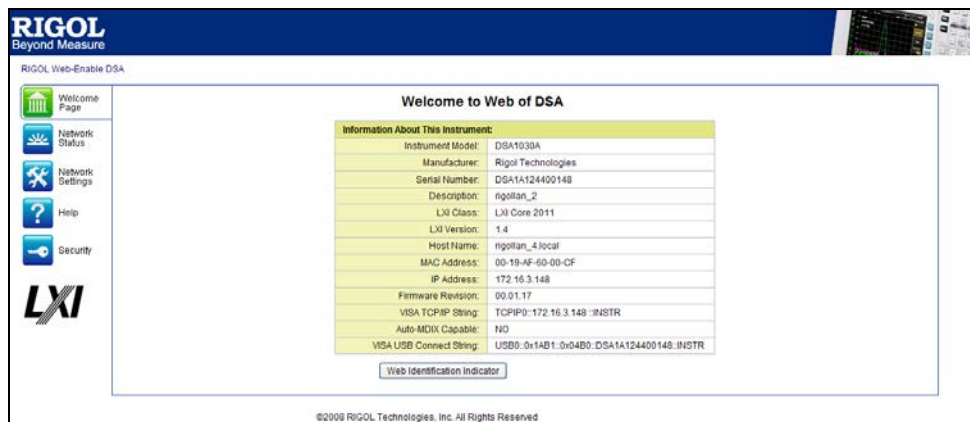 RIGOL
Beyond Measure
RIGOL Web-Enable DSA
Welcome Page
Network Status
Network Settings
Help
Security
LXI
Welcome to Web of DSA
Information About This Instrument:
Instrument Model: DSA1030A
Manufacturer: Rigol Technologies
Serial Number: DSA1A124400148
Description: rigollan_2
LXI Class: LXI Core 2011
LXI Version: 1.4
Host Name: rigollan_4.local
MAC Address: 00-19-AF-60-00-CF
IP Address: 172.16.3.148
Firmware Revision: 00.01.17
VISA TCP/IP String: TCPIP0::172.16.3.148 ::INSTR
Auto-MDIX Capable: NO
VISA USB Connect String: USB0::0x1AB1::0x04B0::DSA1A124400148::INSTR
Web Identification Indicator
©2008 RIGOL Technologies, Inc. All Rights Reserved